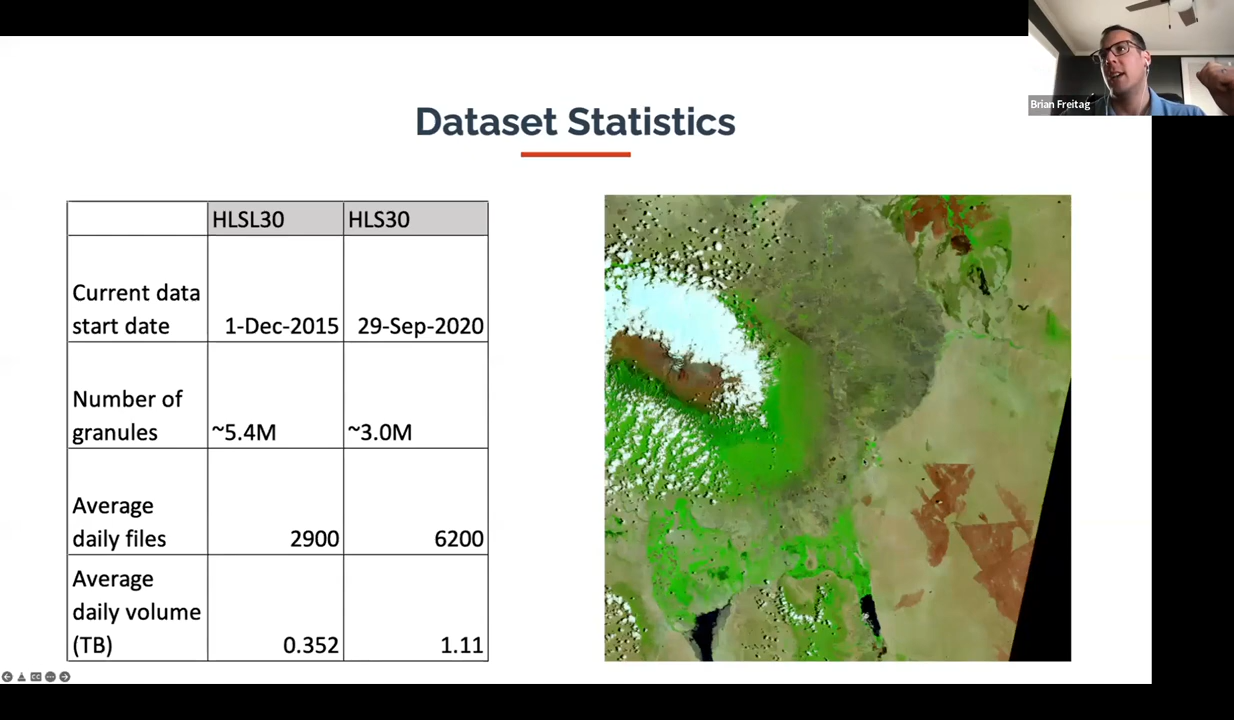 Brian Freitag
Dataset Statistics
HLSL30 HLS30
Current data
start date 1-Dec-2015 29-Sep-2020
Number of
granules ~5.4M ~3.0M
Average
daily files 2900 6200
Average
daily volume
(TB) 0.352 1.11